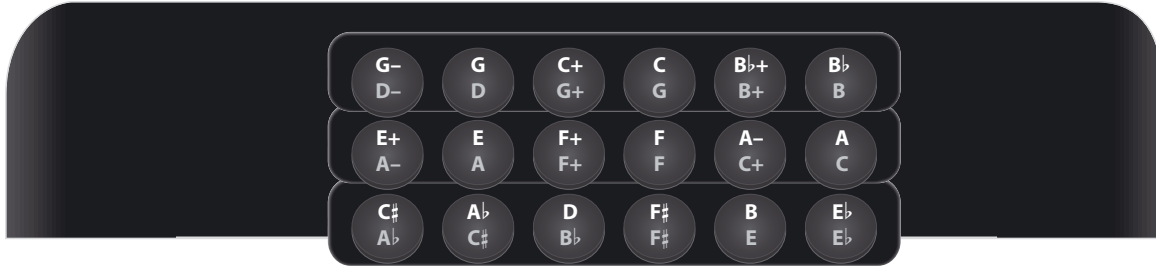 G– G C+ C B♭+ B♭
D– D G+ G B+ B
E+ E F+ F A– A
A– A F+ F C+ C
C♯ A♭ D F♯ B E♭
A♭ C♯ B♭ F♯ E E♭